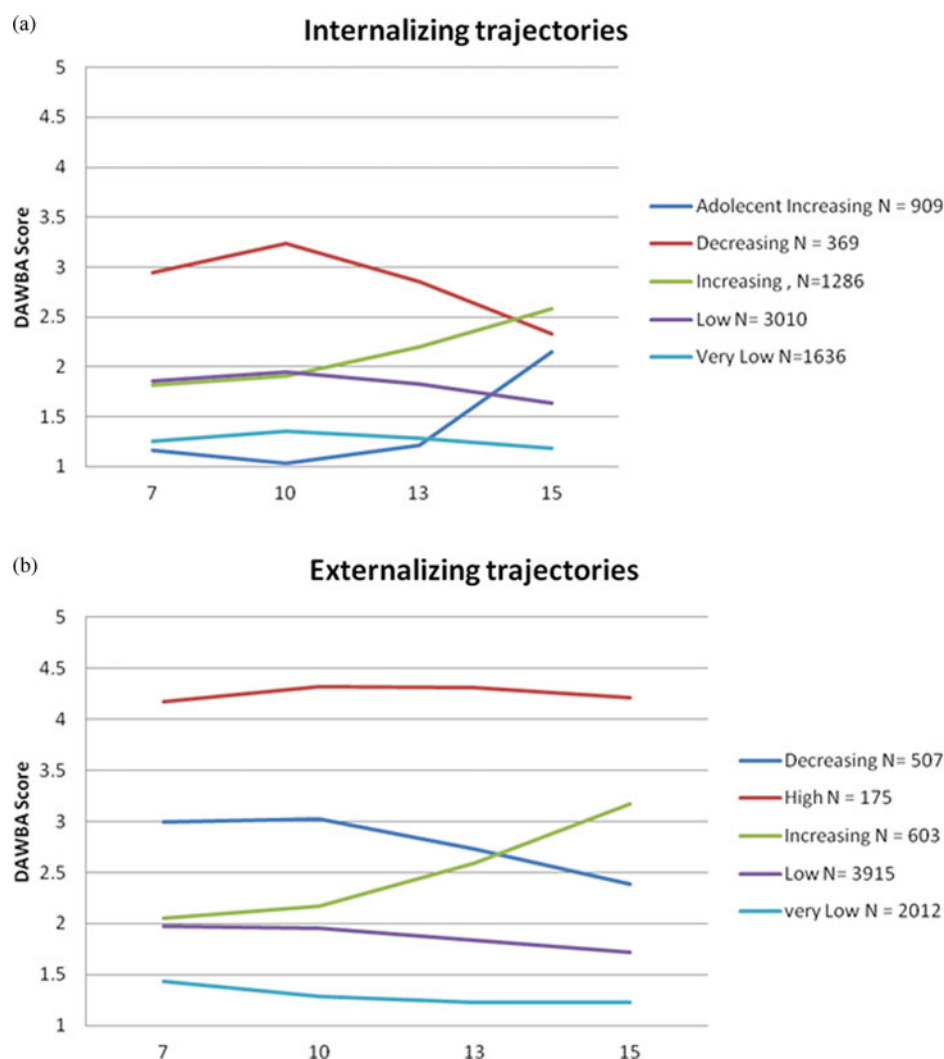 (a)
Internalizing trajectories
5
4.5
4
3.5
3
2.5
2
1.5
1
DAWBA Score
7 10 13 15
Adolecent Increasing N = 909
Decreasing N = 369
Increasing , N=1286
Low N= 3010
Very Low N=1636
(b)
Externalizing trajectories
5
4.5
4
3.5
3
2.5
2
1.5
1
DAWBA Score
7 10 13 15
Decreasing N= 507
High N = 175
Increasing N = 603
Low N= 3915
very Low N = 2012